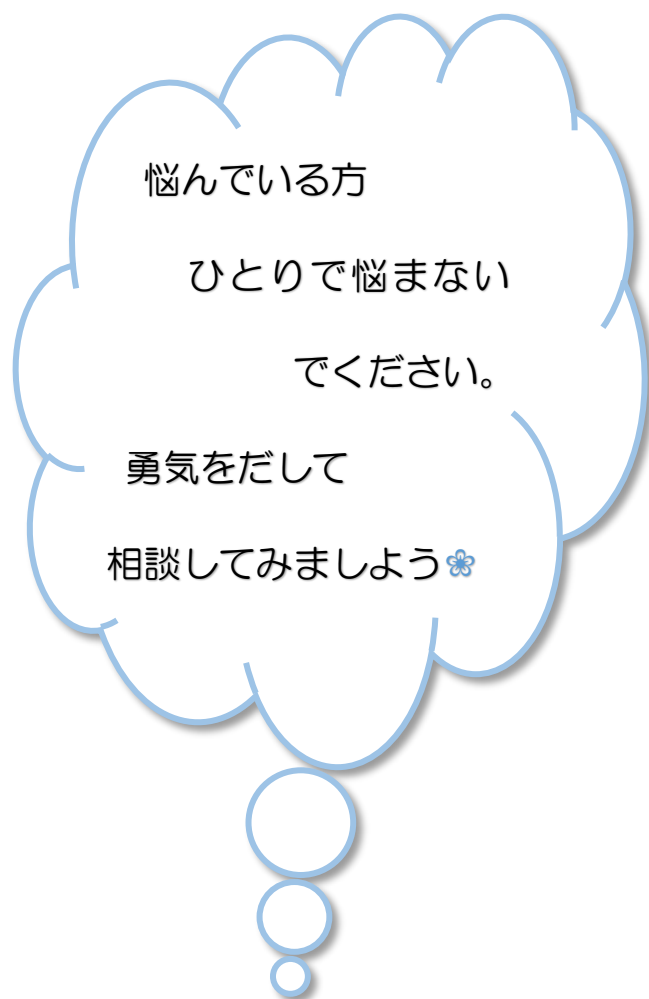 悩んでいる方
ひとりで悩まない
でください。
勇気をだして
相談してみましよう❀